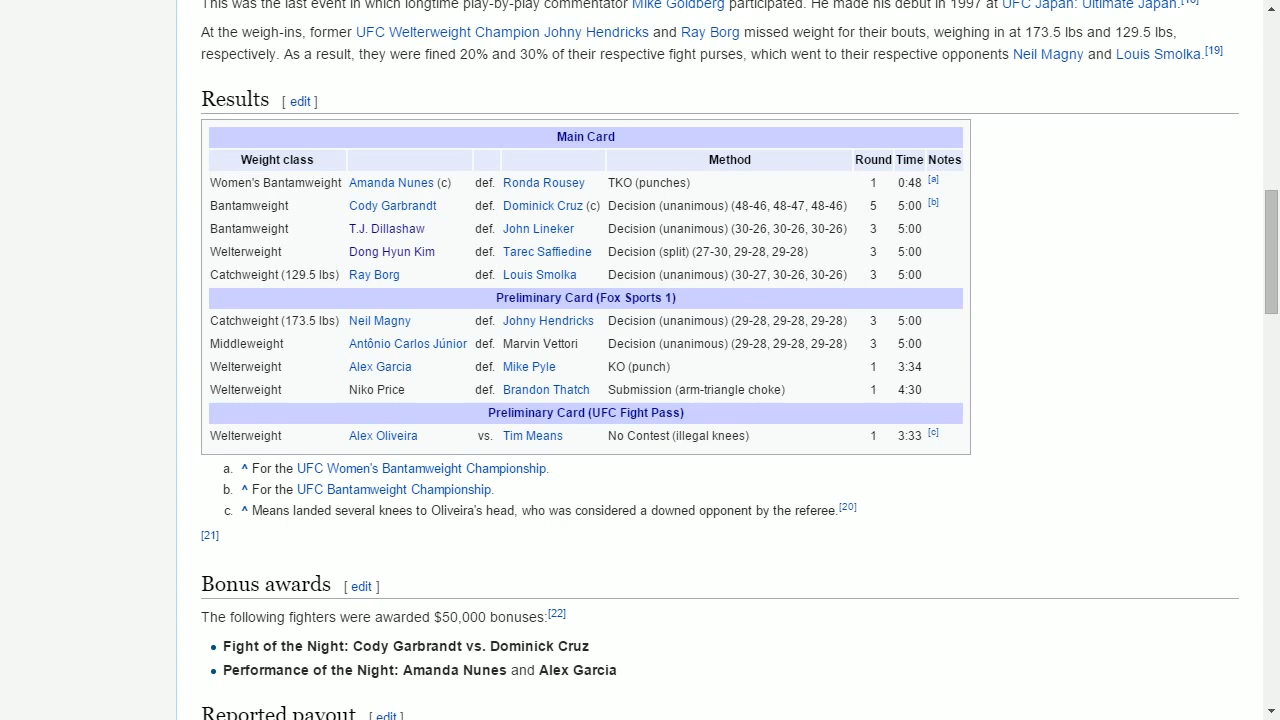 This was the last event in which longtime play-by-play commentator Mike Goldberg participated. He made his debut in 1997 at UFC Japan: Ultimate Japan.[18]
At the weigh-ins, former UFC Welterweight Champion Johny Hendricks and Ray Borg missed weight for their bouts, weighing in at 173.5 lbs and 129.5 lbs,
respectively. As a result, they were fined 20% and 30% of their respective fight purses, which went to their respective opponents Neil Magny and Louis Smolka.[19]
Results [ edit ]
Main Card
Weight class Method Round Time Notes
Women's Bantamweight Amanda Nunes (c) def. Ronda Rousey TKO (punches) 1 0:48 [a]
Bantamweight Cody Garbrandt def. Dominick Cruz (c) Decision (unanimous) (48-46, 48-47, 48-46) 5 5:00 [b]
Bantamweight T.J. Dillashaw def. John Lineker Decision (unanimous) (30-26, 30-26, 30-26) 3 5:00
Welterweight Dong Hyun Kim def. Tarec Saffiedine Decision (split) (27-30, 29-28, 29-28) 3 5:00
Catchweight (129.5 lbs) Ray Borg def. Louis Smolka Decision (unanimous) (30-27, 30-26, 30-26) 3 5:00
Preliminary Card (Fox Sports 1)
Catchweight (173.5 lbs) Neil Magny def. Johny Hendricks Decision (unanimous) (29-28, 29-28, 29-28) 3 5:00
Middleweight Antônio Carlos Júnior def. Marvin Vettori Decision (unanimous) (29-28, 29-28, 29-28) 3 5:00
Welterweight Alex Garcia def. Mike Pyle KO (punch) 1 3:34
Welterweight Niko Price def. Brandon Thatch Submission (arm-triangle choke) 1 4:30
Preliminary Card (UFC Fight Pass)
Welterweight Alex Oliveira vs. Tim Means No Contest (illegal knees) 1 3:33 [c]
a. ^ For the UFC Women's Bantamweight Championship.
b. ^ For the UFC Bantamweight Championship.
c. ^ Means landed several knees to Oliveira's head, who was considered a downed opponent by the referee.[20]
[21]
Bonus awards [ edit ]
The following fighters were awarded $50,000 bonuses:[22]
• Fight of the Night: Cody Garbrandt vs. Dominick Cruz
• Performance of the Night: Amanda Nunes and Alex Garcia
Reported payout [ edit ]